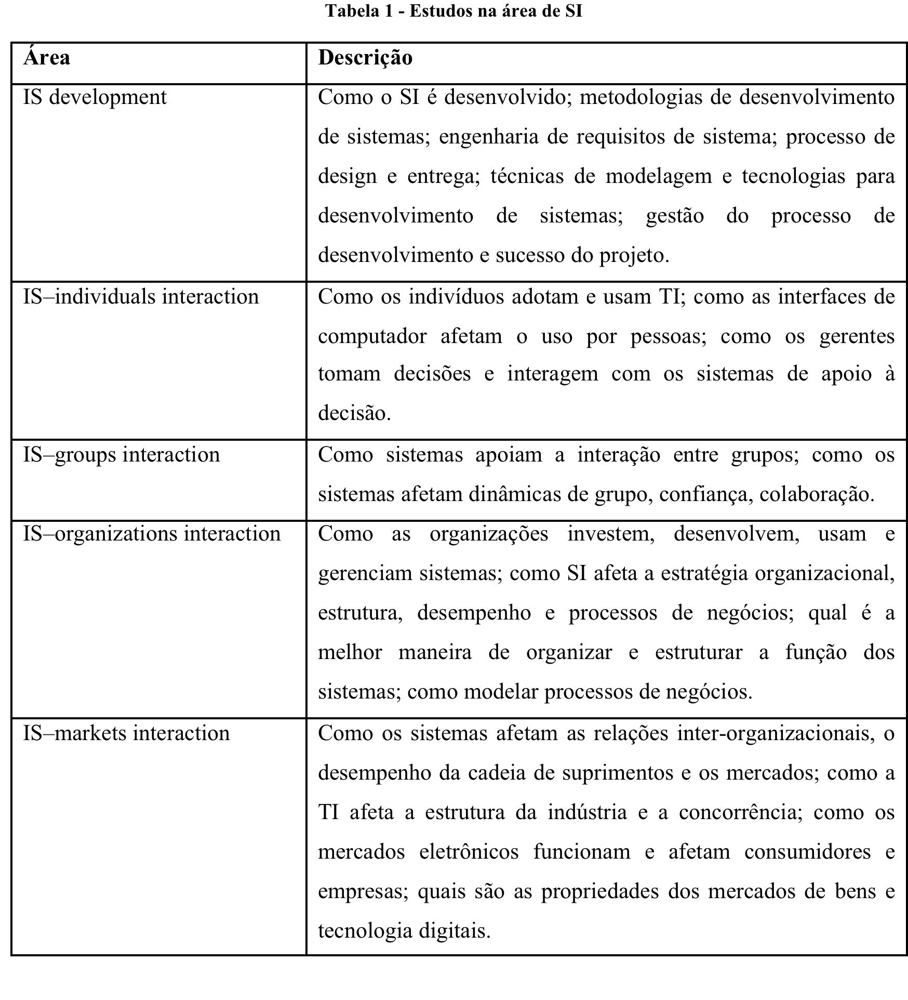 Tabela 1 - Estudos na área de SI
Área
Descrição
IS development
Como o SI é desenvolvido; metodologias de desenvolvimento
de sistemas; engenharia de requisitos de sistema; processo de
design e entrega; técnicas de modelagem e tecnologias para
desenvolvimento de sistemas; gestão do processo de
desenvolvimento e sucesso do projeto.
IS–individuals interaction
Como os indivíduos adotam e usam TI; como as interfaces de
computador afetam o uso por pessoas; como os gerentes
tomam decisões e interagem com os sistemas de apoio à
decisão.
IS–groups interaction
Como sistemas apoiam a interação entre grupos; como os
sistemas afetam dinâmicas de grupo, confiança, colaboração.
IS–organizations interaction
Como as organizações investem, desenvolvem, usam e
gerenciam sistemas; como SI afeta a estratégia organizacional,
estrutura, desempenho e processos de negócios; qual é a
melhor maneira de organizar e estruturar a função dos
sistemas; como modelar processos de negócios.
IS–markets interaction
Como os sistemas afetam as relações inter-organizacionais, o
desempenho da cadeia de suprimentos e os mercados; como a
TI afeta a estrutura da indústria e a concorrência; como os
mercados eletrônicos funcionam e afetam consumidores e
empresas; quais são as propriedades dos mercados de bens e
tecnologia digitais.